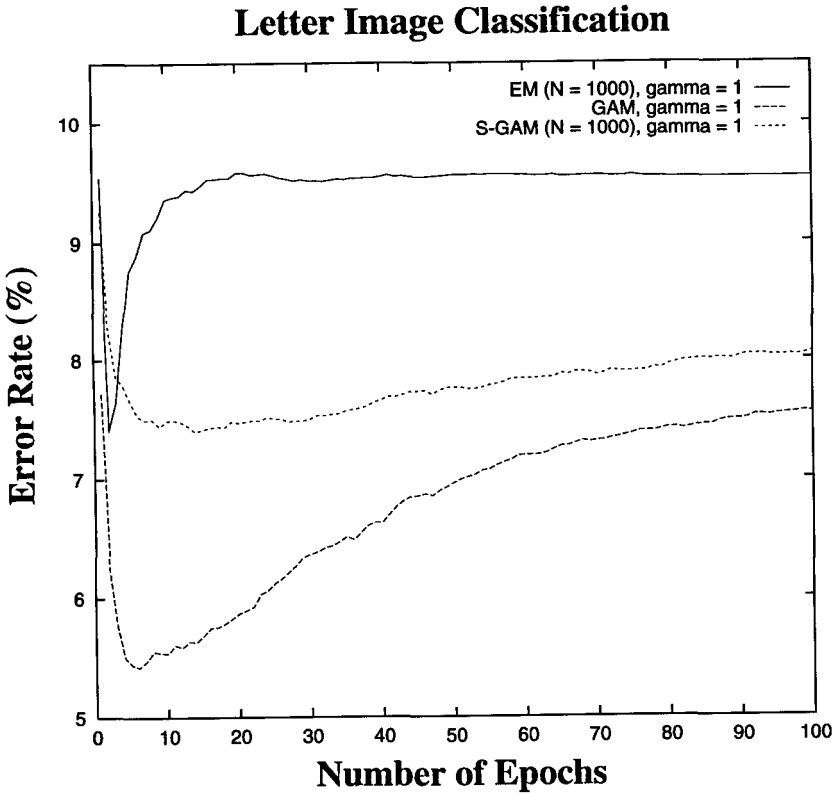 Letter Image Classification
EM (N = 1000), gamma = 1
GAM, gamma = 1
S-GAM (N = 1000), gamma = 1
10
9
8
7
6
5
Error Rate (%)
0 10 20 30 40 50 60 70 80 90 100
Number of Epochs